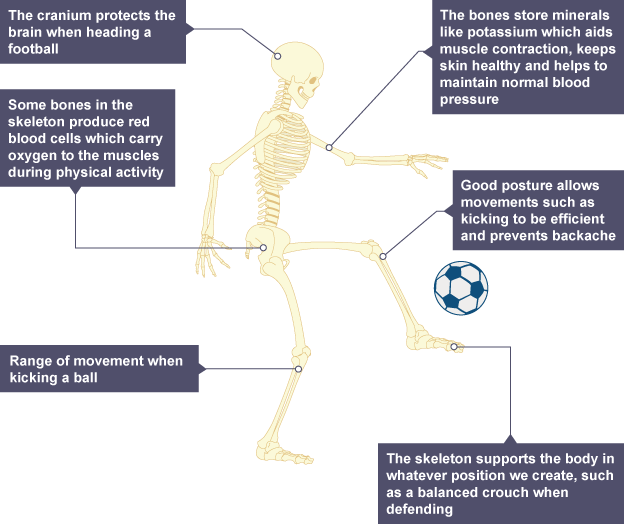 The cranium protects the
brain when heading a
football
The bones store minerals
like potassium which aids
muscle contraction, keeps
skin healthy and helps to
maintain normal blood
pressure
Some bones in the
skeleton produce red
blood cells which carry
oxygen to the muscles
during physical activity
Good posture allows
movements such as
kicking to be efficient
and prevents backache
Range of movement when
kicking a ball
The skeleton supports the body in
whatever position we create, such
as a balanced crouch when
defending